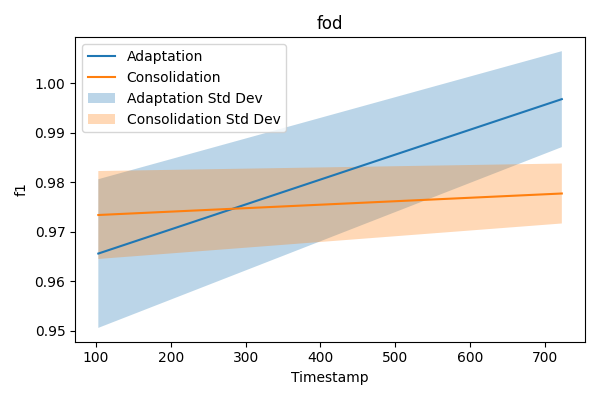 fod
Adaptation
Consolidation
Adaptation Std Dev
Consolidation Std Dev
1.00
0.99
0.98
0.97
0.96
0.95
f1
100
200
300
400
500
600
700
Timestamp